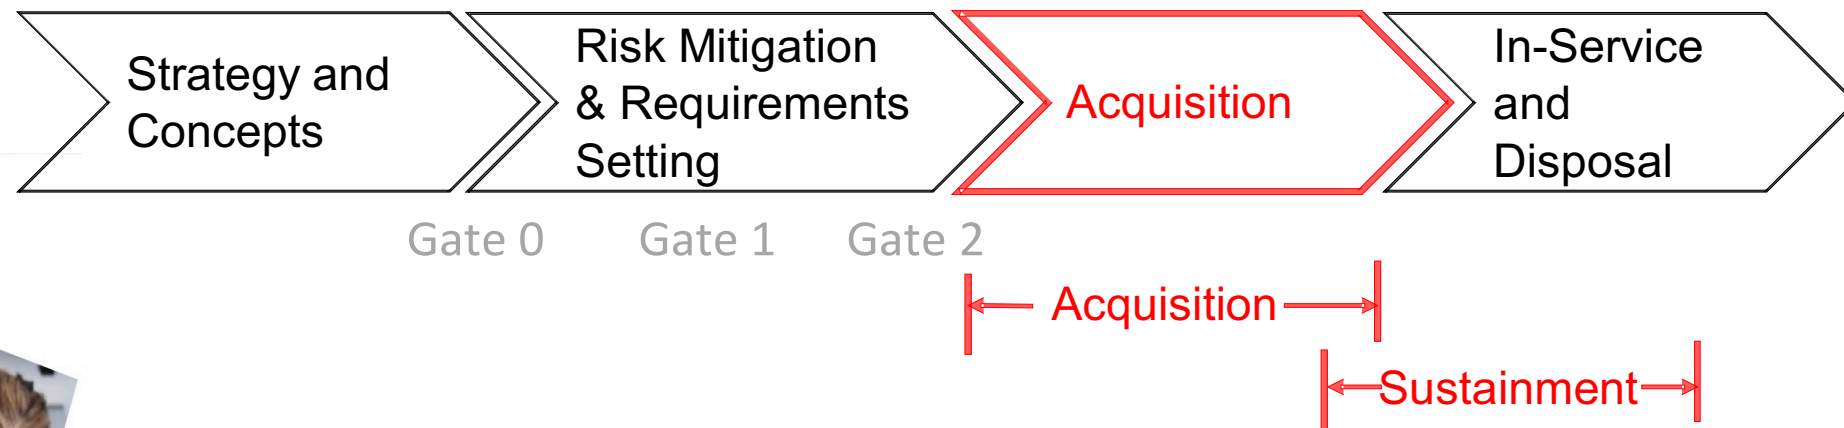 Strategy and
Concepts
Risk Mitigation
& Requirements
Setting
Acquisition
In-Service
and
Disposal
Gate 0
Gate 1
Gate 2
Acquisition
Sustainment